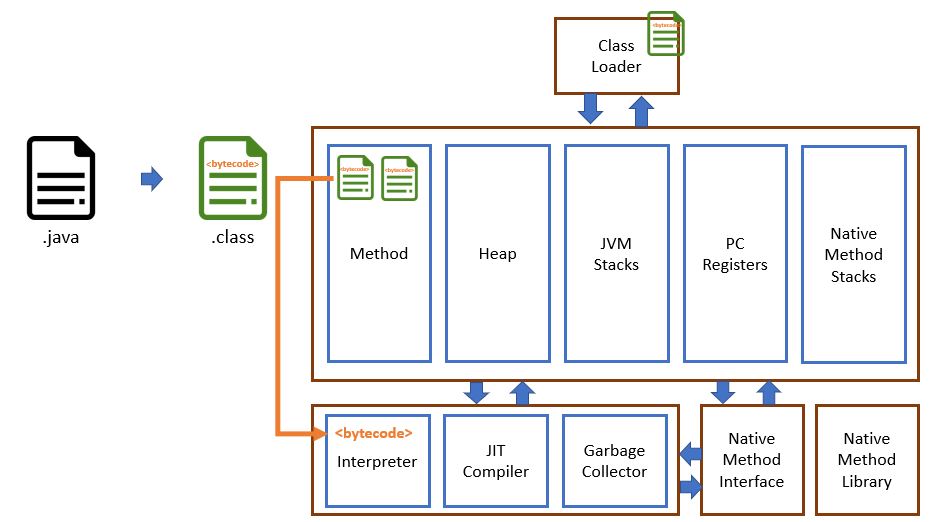 <bytecode>
Class
Loader
<bytecode>
.java
.class
<bytecode> <bytecode>
Method
Heap
JVM
Stacks
PC
Registers
Native
Method
Stacks
<bytecode>
Interpreter
JIT
Compiler
Garbage
Collector
Native
Method
Interface
Native
Method
Library